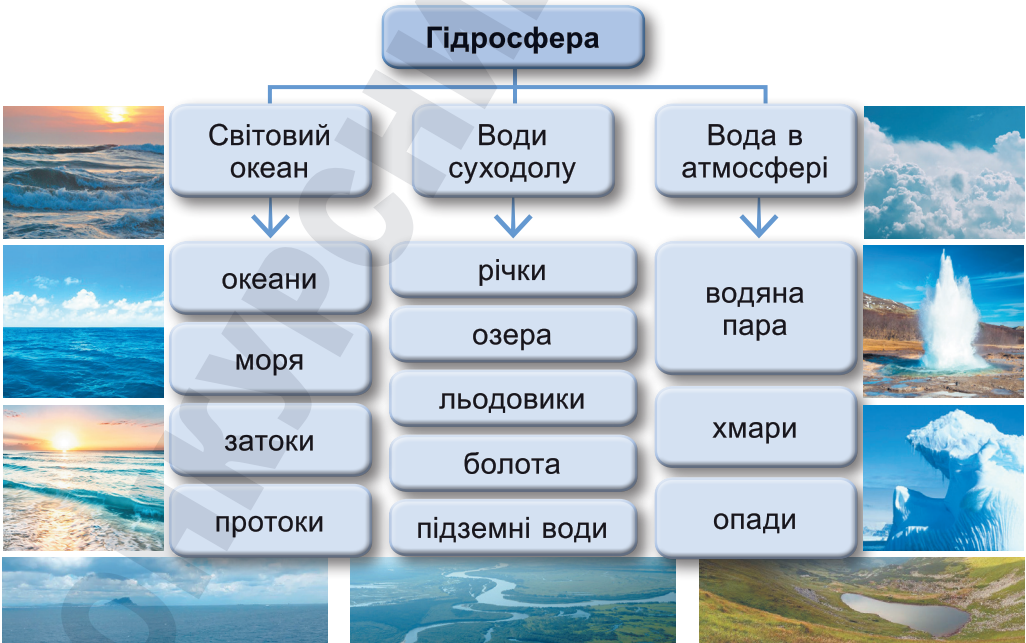 Гідросфера
Світовий
океан
океани
моря
затоки
протоки
Води
суходолу
річки
озера
льодовики
болота
підземні води
Вода в
атмосфері
водяна
пара
хмари
опади